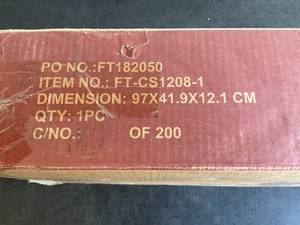 PO NO.:FT182050
ITEM NO.: FT-CS1208-1
DIMENSION: 97X41.9X12.1 CM
QTY: 1PC
C/NO.: OF 200